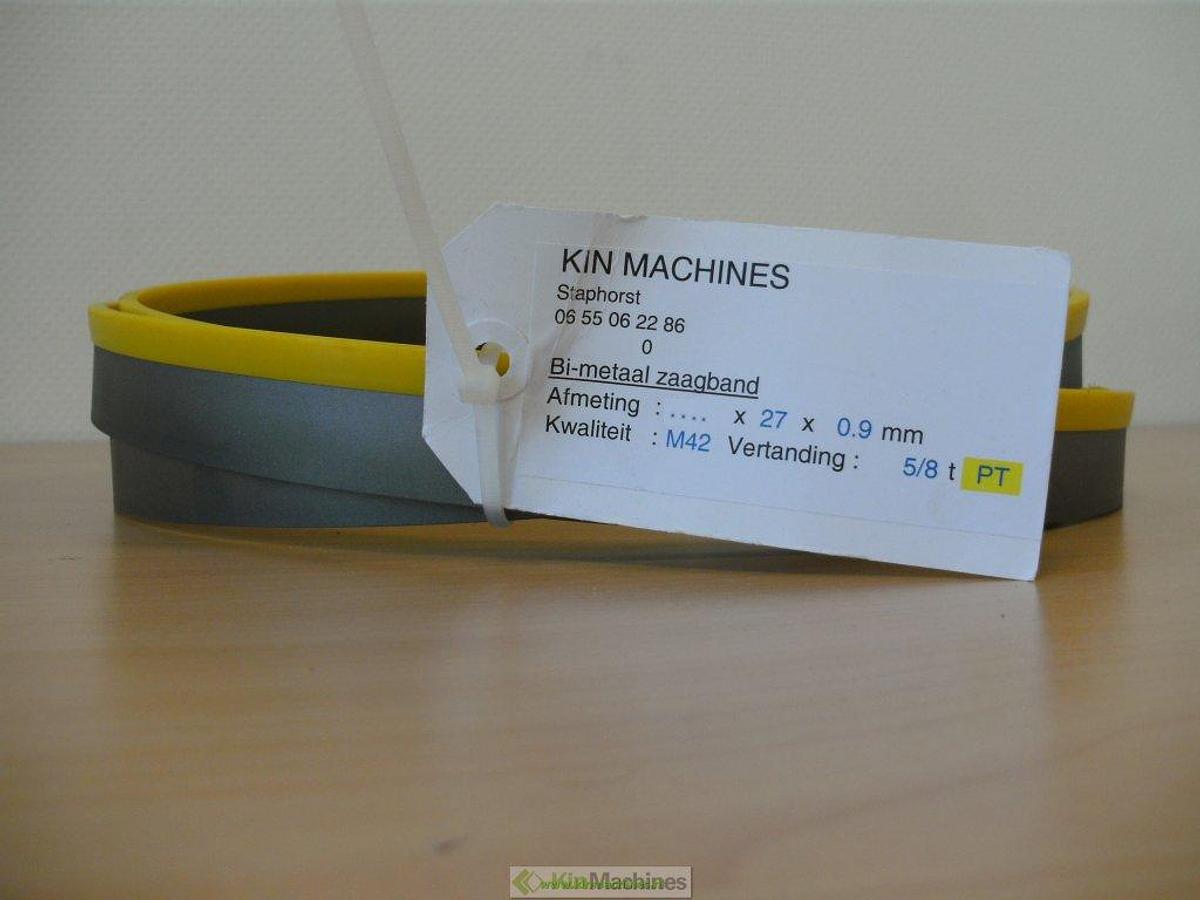 KIN MACHINES
Staphorst
06 55 06 22 86
0
Bi-metaal zaagband
Afmeting : .... x 27 x 0.9 mm
Kwaliteit : M42 Vertanding : 5/8 t PT
KinMachines